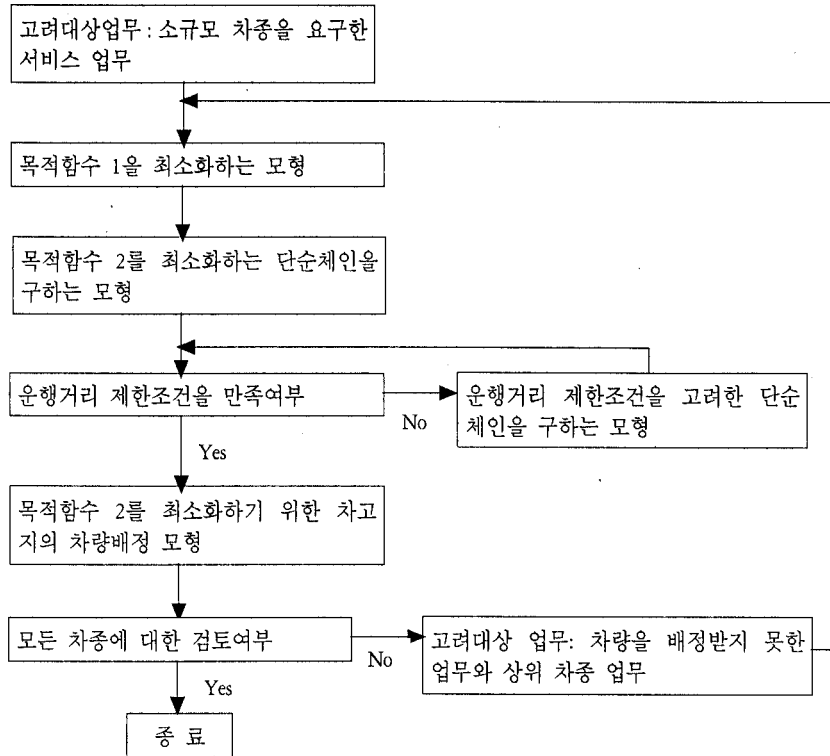 고려대상업무 : 소규모 차종을 요구한
서비스 업무
목적함수 1을 최소화하는 모형
목적함수 2를 최소화하는 단순체인을
구하는 모형
운행거리 제한조건을 만족여부
No
운행거리 제한조건을 고려한 단순
체인을 구하는 모형
Yes
목적함수 2를 최소화하기 위한 차고
지의 차량배정 모형
모든 차종에 대한 검토여부
No
고려대상 업무: 차량을 배정받지 못한
업무와 상위 차종 업무
Yes
종 료